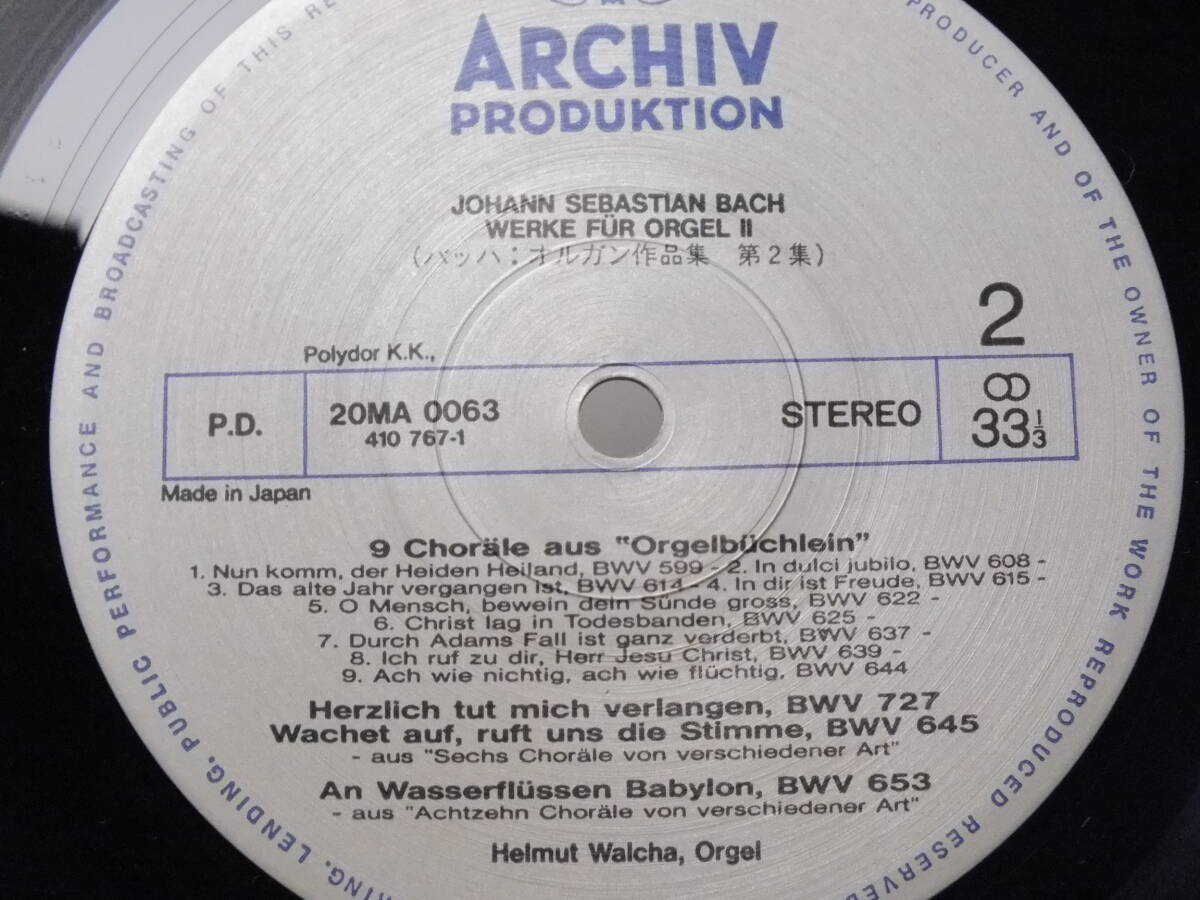 ARCHIV
PRODUKTION
JOHANN SEBASTIAN BACH
WERKE FÜR ORGEL II
(バッハ:オルガン作品集 第2集)
2
Polydor K.K.,
P.D.
20MA 0063
410 767-1
STEREO
33 1/3
Made in Japan
9 Choräle aus "Orgelbüchlein"
1. Nun komm, der Heiden Heiland, BWV 599 - 2. In dulci jubilo, BWV 608 -
3. Das alte Jahr vergangen ist, BWV 614 - 4. In dir ist Freude, BWV 615 -
5. O Mensch, bewein dein Sünde gross, BWV 622 -
6. Christ lag in Todesbanden, BWV 625 -
7. Durch Adams Fall ist ganz verderbt, BWV 637 -
8. Ich ruf zu dir, Herr Jesu Christ, BWV 639 -
9. Ach wie nichtig, ach wie flüchtig, BWV 644
Herzlich tut mich verlangen, BWV 727
Wachet auf, ruft uns die Stimme, BWV 645
- aus "Sechs Choräle von verschiedener Art"
An Wasserflüssen Babylon, BWV 653
- aus "Achtzehn Choräle von verschiedener Art"
Helmut Walcha, Orgel
PRODUCER AND OF THE OWNER OF THE WORK REPRODUCED RESERVED
LENDING, PUBLIC PERFORMANCE AND BROADCASTING OF THIS